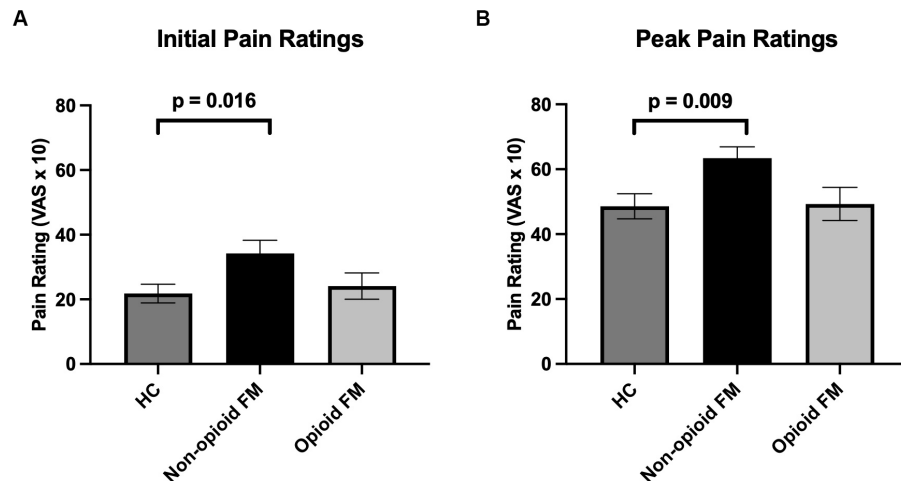 A
Initial Pain Ratings
p = 0.016
Pain Rating (VAS x 10)
80
60
40
20
0
HC
Non-opioid FM
Opioid FM
B
Peak Pain Ratings
p = 0.009
Pain Rating (VAS x 10)
80
60
40
20
0
HC
Non-opioid FM
Opioid FM